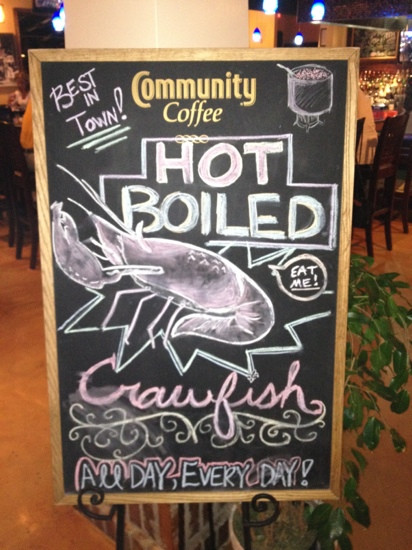 BEST
IN
TOWN!
Community
Coffee
HOT
BOILED
EAT
ME!
Crawfish
All DAY, EVERY DAY!